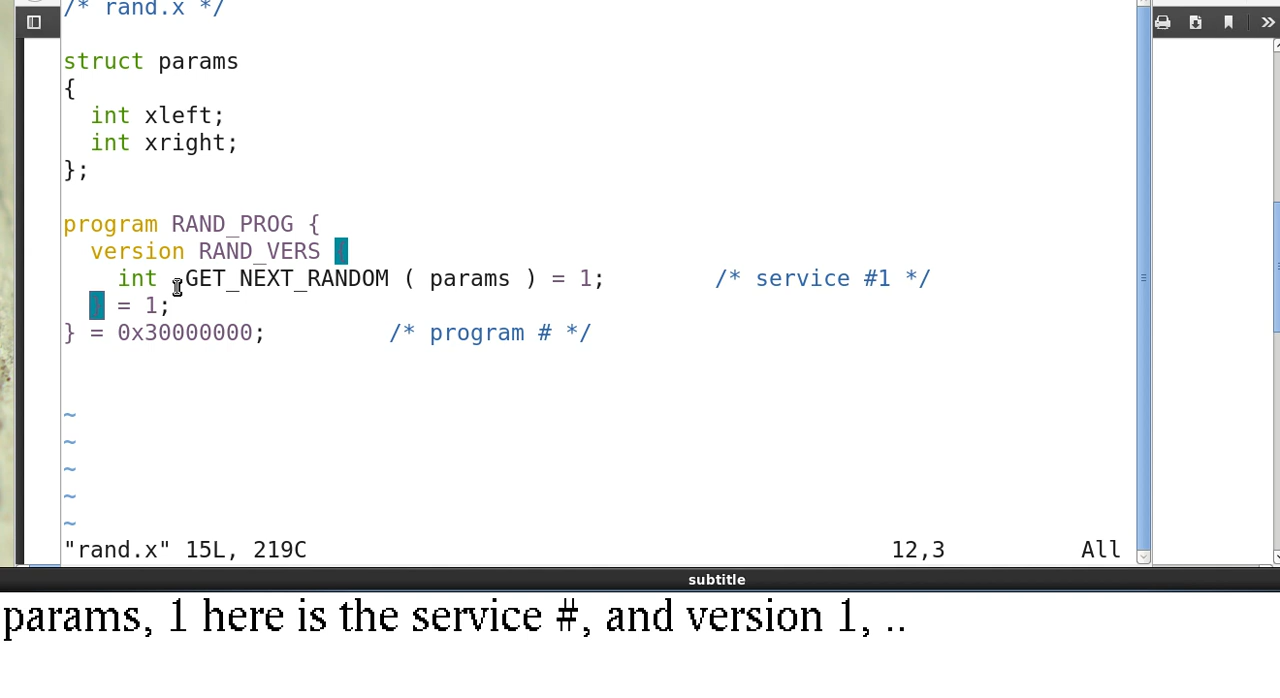 /* rand.x */
struct params
{
  int xleft;
  int xright;
};
program RAND_PROG {
  version RAND_VERS {
    int  GET_NEXT_RANDOM ( params ) = 1;        /* service #1 */
  } = 1;
} = 0x30000000;         /* program # */
~
~
~
~
~
"rand.x" 15L, 219C                                           12,3          All
subtitle
params, 1 here is the service #, and version 1, ..